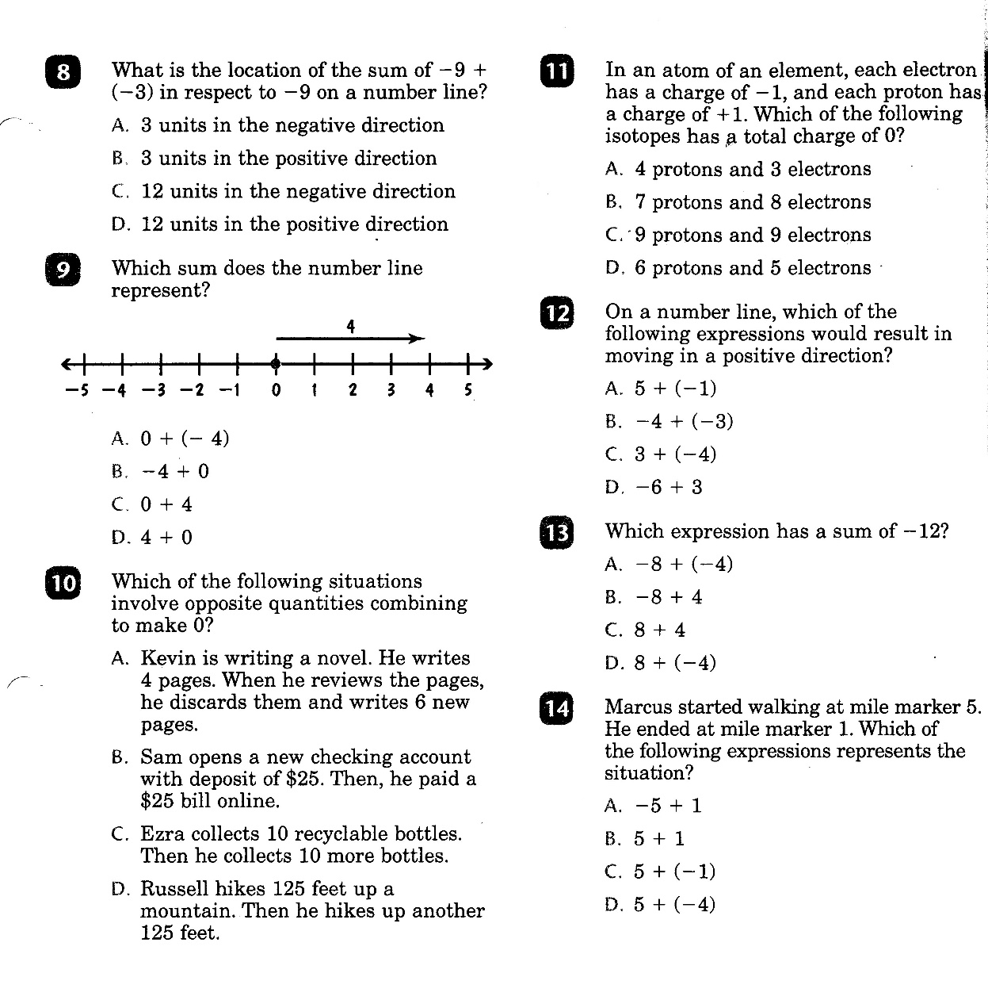 8 What is the location of the sum of −9 +
(−3) in respect to −9 on a number line?
A. 3 units in the negative direction
B. 3 units in the positive direction
C. 12 units in the negative direction
D. 12 units in the positive direction
9 Which sum does the number line
represent?
4
−5 −4 −3 −2 −1 0 1 2 3 4 5
A. 0 + (− 4)
B. −4 + 0
C. 0 + 4
D. 4 + 0
10 Which of the following situations
involve opposite quantities combining
to make 0?
A. Kevin is writing a novel. He writes
4 pages. When he reviews the pages,
he discards them and writes 6 new
pages.
B. Sam opens a new checking account
with deposit of $25. Then, he paid a
$25 bill online.
C. Ezra collects 10 recyclable bottles.
Then he collects 10 more bottles.
D. Russell hikes 125 feet up a
mountain. Then he hikes up another
125 feet.
11 In an atom of an element, each electron
has a charge of −1, and each proton has
a charge of +1. Which of the following
isotopes has a total charge of 0?
A. 4 protons and 3 electrons
B. 7 protons and 8 electrons
C. 9 protons and 9 electrons
D. 6 protons and 5 electrons
12 On a number line, which of the
following expressions would result in
moving in a positive direction?
A. 5 + (−1)
B. −4 + (−3)
C. 3 + (−4)
D. −6 + 3
13 Which expression has a sum of −12?
A. −8 + (−4)
B. −8 + 4
C. 8 + 4
D. 8 + (−4)
14 Marcus started walking at mile marker 5.
He ended at mile marker 1. Which of
the following expressions represents the
situation?
A. −5 + 1
B. 5 + 1
C. 5 + (−1)
D. 5 + (−4)